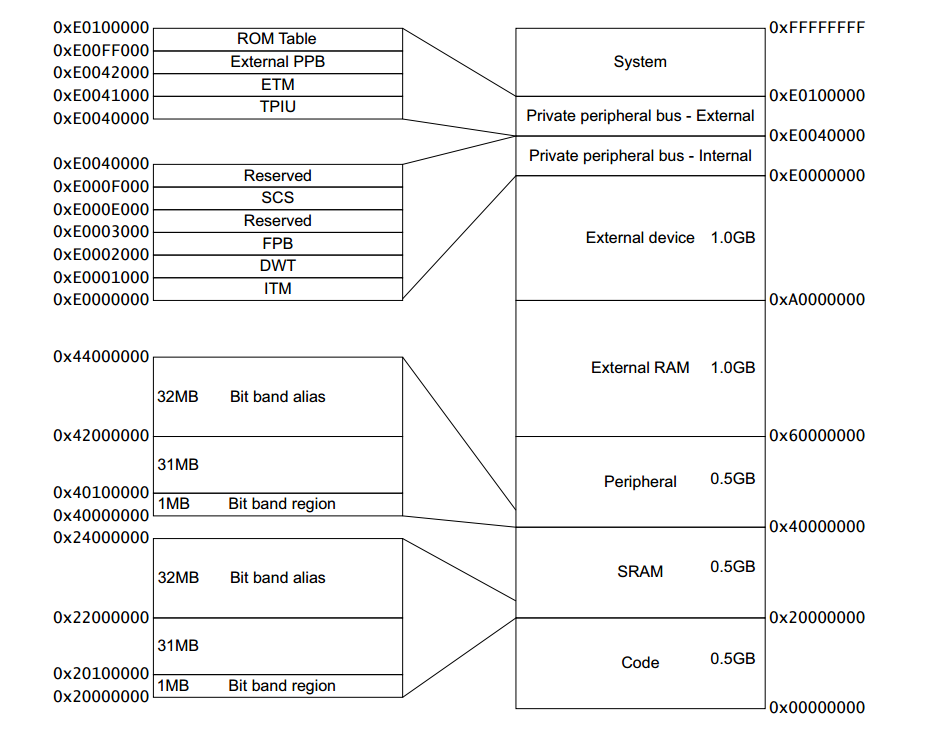 0xE0100000
ROM Table
0xE00FF000
External PPB
0xE0042000
ETM
0xE0041000
TPIU
0xE0040000
0xE0040000
Reserved
0xE000F000
SCS
0xE000E000
Reserved
0xE0003000
FPB
0xE0002000
DWT
0xE0001000
ITM
0xE0000000
0x44000000
32MB Bit band alias
0x42000000
31MB
0x40100000
1MB Bit band region
0x40000000
0x24000000
32MB Bit band alias
0x22000000
31MB
0x20100000
1MB Bit band region
0x20000000
0xFFFFFFFF
System
0xE0100000
Private peripheral bus - External
0xE0040000
Private peripheral bus - Internal
0xE0000000
External device 1.0GB
0xA0000000
External RAM 1.0GB
0x60000000
Peripheral 0.5GB
0x40000000
SRAM 0.5GB
0x20000000
Code 0.5GB
0x00000000